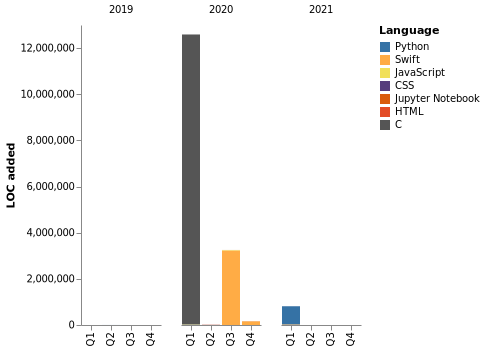 2019 2020 2021
Language
Python
Swift
JavaScript
CSS
Jupyter Notebook
HTML
C
LOC added
12,000,000
10,000,000
8,000,000
6,000,000
4,000,000
2,000,000
0
Q1 Q2 Q3 Q4 Q1 Q2 Q3 Q4 Q1 Q2 Q3 Q4